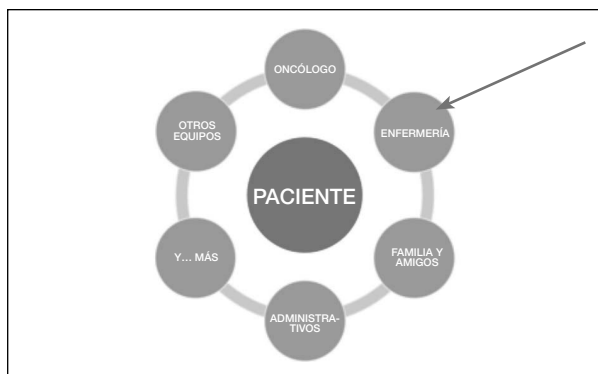 ONCÓLOGO
OTROS
EQUIPOS
ENFERMERÍA
PACIENTE
Y... MÁS
FAMILIA Y
AMIGOS
ADMINISTRA-
TIVOS